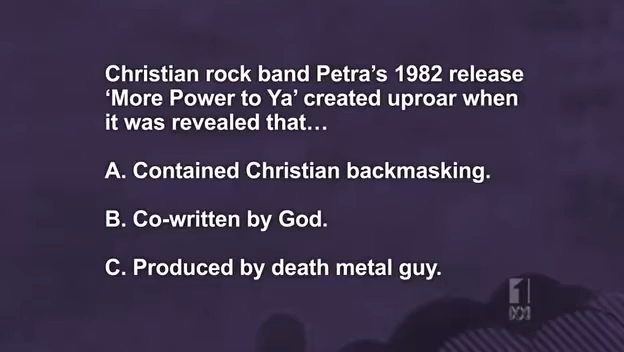 Christian rock band Petra's 1982 release
‘More Power to Ya’ created uproar when
it was revealed that…
A. Contained Christian backmasking.
B. Co-written by God.
C. Produced by death metal guy.
1